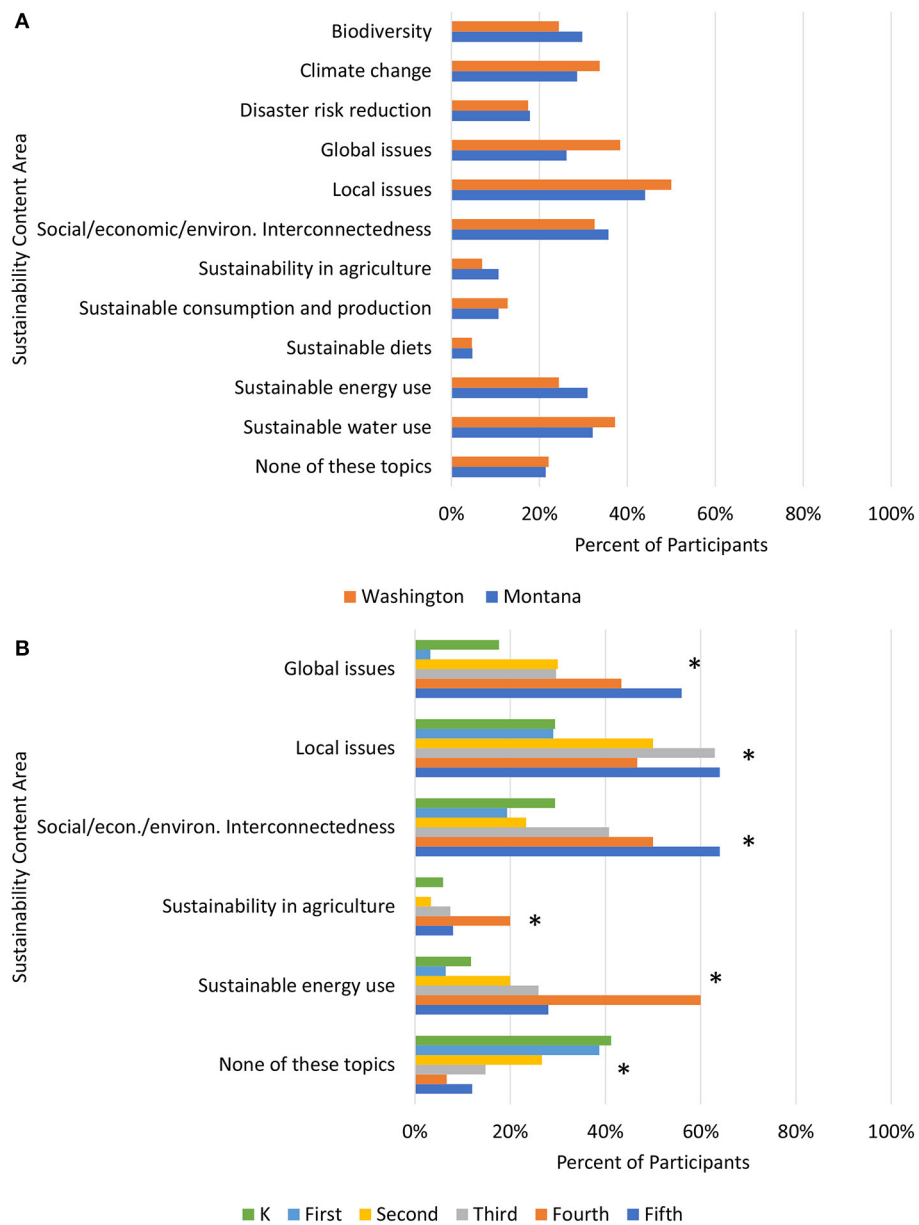 A
Sustainability Content Area
Biodiversity
Climate change
Disaster risk reduction
Global issues
Local issues
Social/economic/environ. Interconnectedness
Sustainability in agriculture
Sustainable consumption and production
Sustainable diets
Sustainable energy use
Sustainable water use
None of these topics
0% 20% 40% 60% 80% 100%
Percent of Participants
Washington Montana
B
Sustainability Content Area
Global issues
*
Local issues
*
Social/econ./environ. Interconnectedness
*
Sustainability in agriculture
*
Sustainable energy use
*
None of these topics
*
0% 20% 40% 60% 80% 100%
Percent of Participants
K First Second Third Fourth Fifth